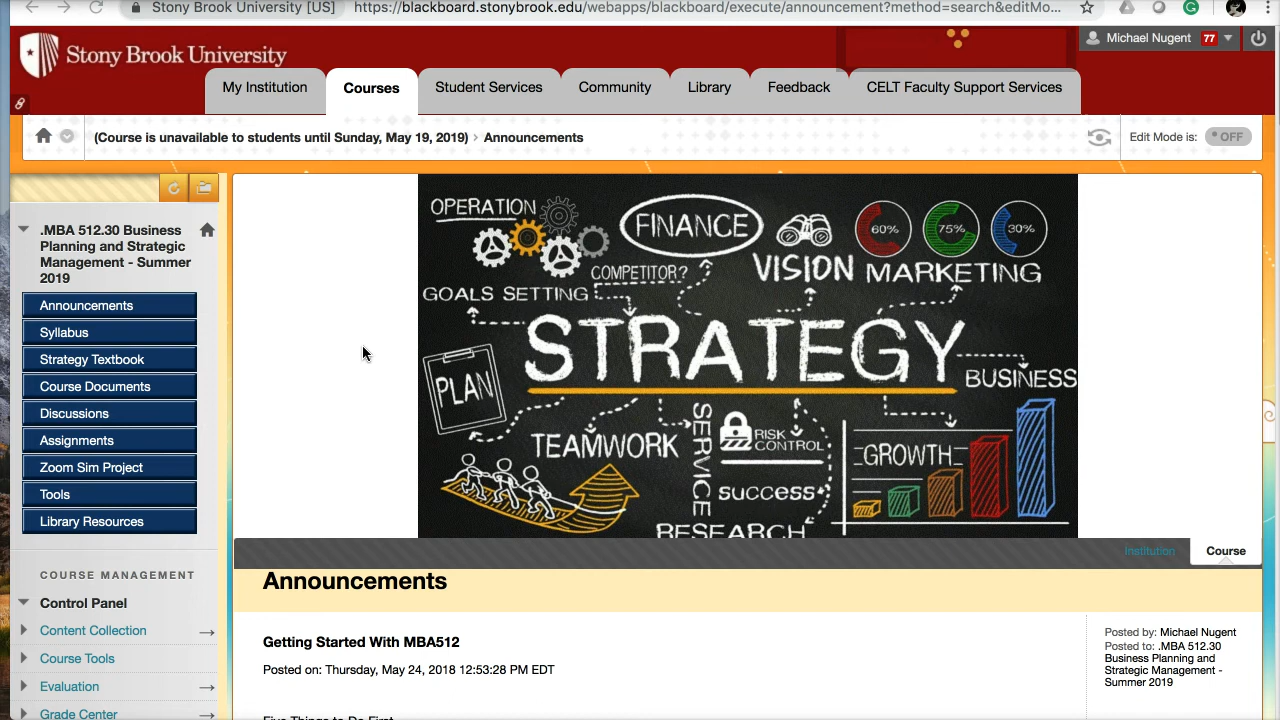 Stony Brook University [US] https://blackboard.stonybrook.edu/webapps/blackboard/execute/announcement?method=search&editMo...
Stony Brook University
Michael Nugent 77
My Institution Courses Student Services Community Library Feedback CELT Faculty Support Services
(Course is unavailable to students until Sunday, May 19, 2019) Announcements
Edit Mode is: OFF
.MBA 512.30 Business
Planning and Strategic
Management - Summer
2019
Announcements
Syllabus
Strategy Textbook
Course Documents
Discussions
Assignments
Zoom Sim Project
Tools
Library Resources
COURSE MANAGEMENT
Control Panel
Content Collection
Course Tools
Evaluation
Grade Center
OPERATION
FINANCE
60% 75% 30%
COMPETITOR?
VISION MARKETING
GOALS SETTING
STRATEGY
PLAN
BUSINESS
TEAMWORK
SERVICE
RISK
CONTROL
GROWTH
SUCCESS
RESEARCH
Institution Course
Announcements
Getting Started With MBA512
Posted on: Thursday, May 24, 2018 12:53:28 PM EDT
Five Things to Do First
Posted by: Michael Nugent
Posted to: .MBA 512.30
Business Planning and
Strategic Management -
Summer 2019